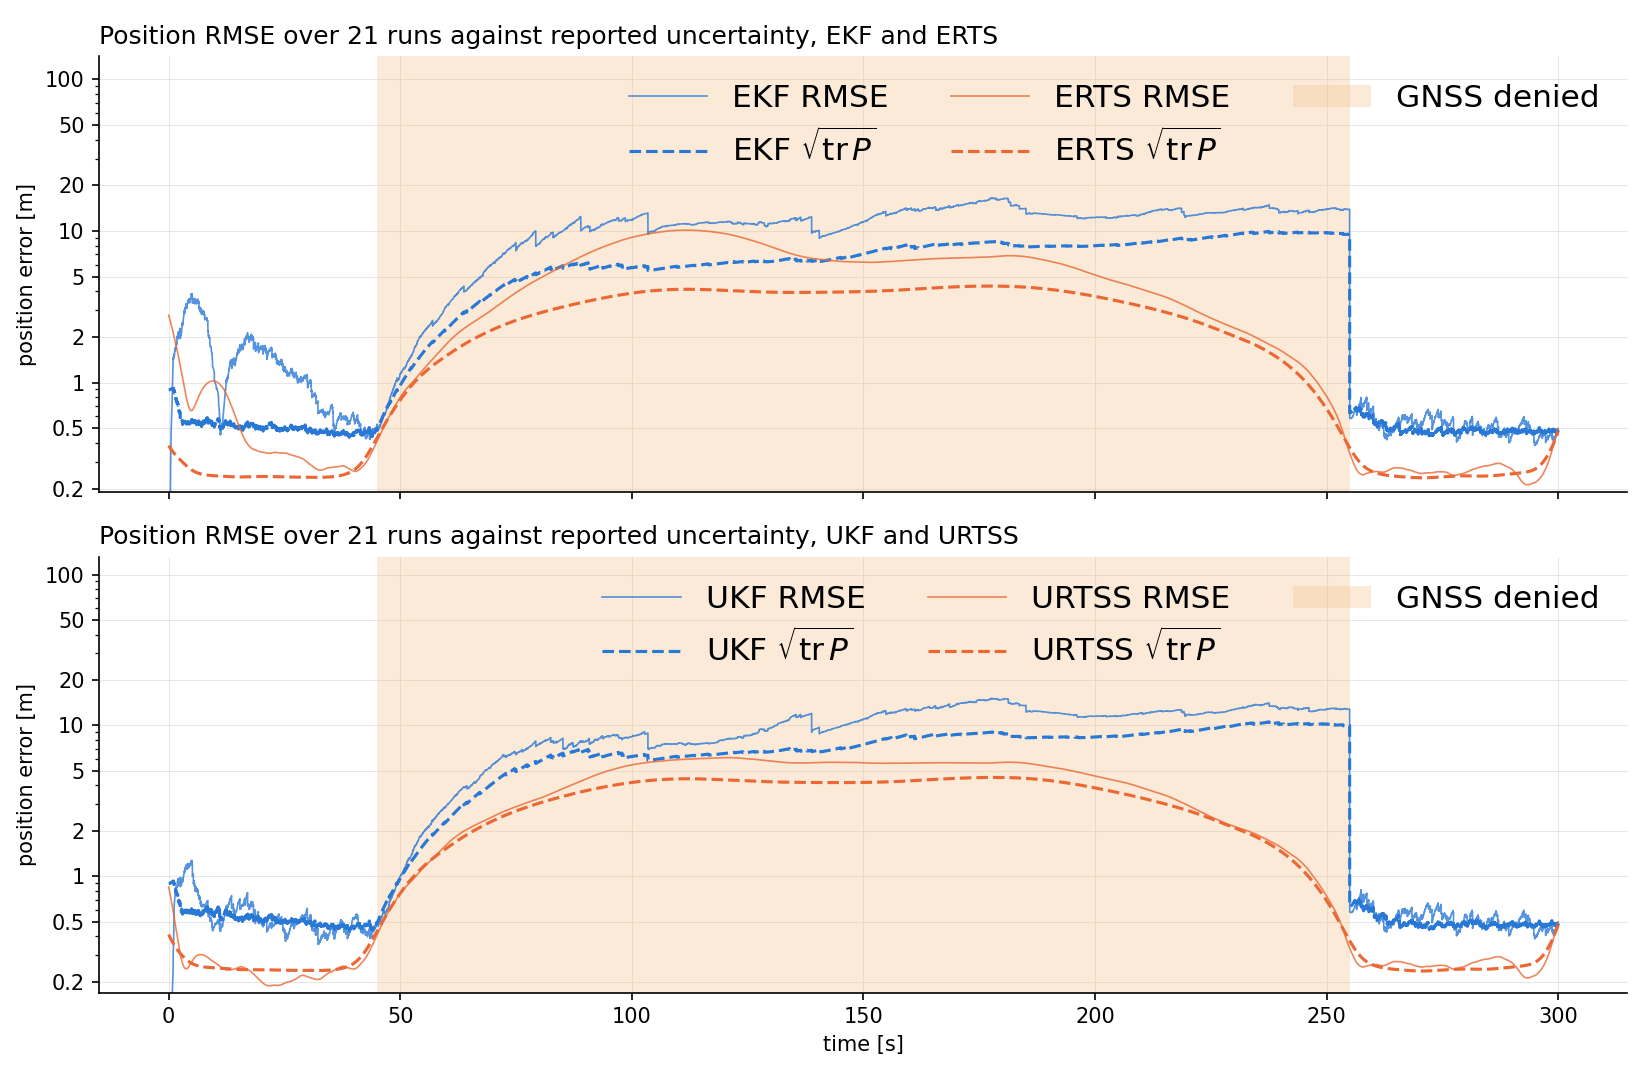 Position RMSE over 21 runs against reported uncertainty, EKF and ERTS
position error [m]
100
50
20
10
5
2
1
0.5
0.2
EKF RMSE
EKF √tr P
ERTS RMSE
ERTS √tr P
GNSS denied
Position RMSE over 21 runs against reported uncertainty, UKF and URTSS
position error [m]
100
50
20
10
5
2
1
0.5
0.2
UKF RMSE
UKF √tr P
URTSS RMSE
URTSS √tr P
GNSS denied
0 50 100 150 200 250 300
time [s]